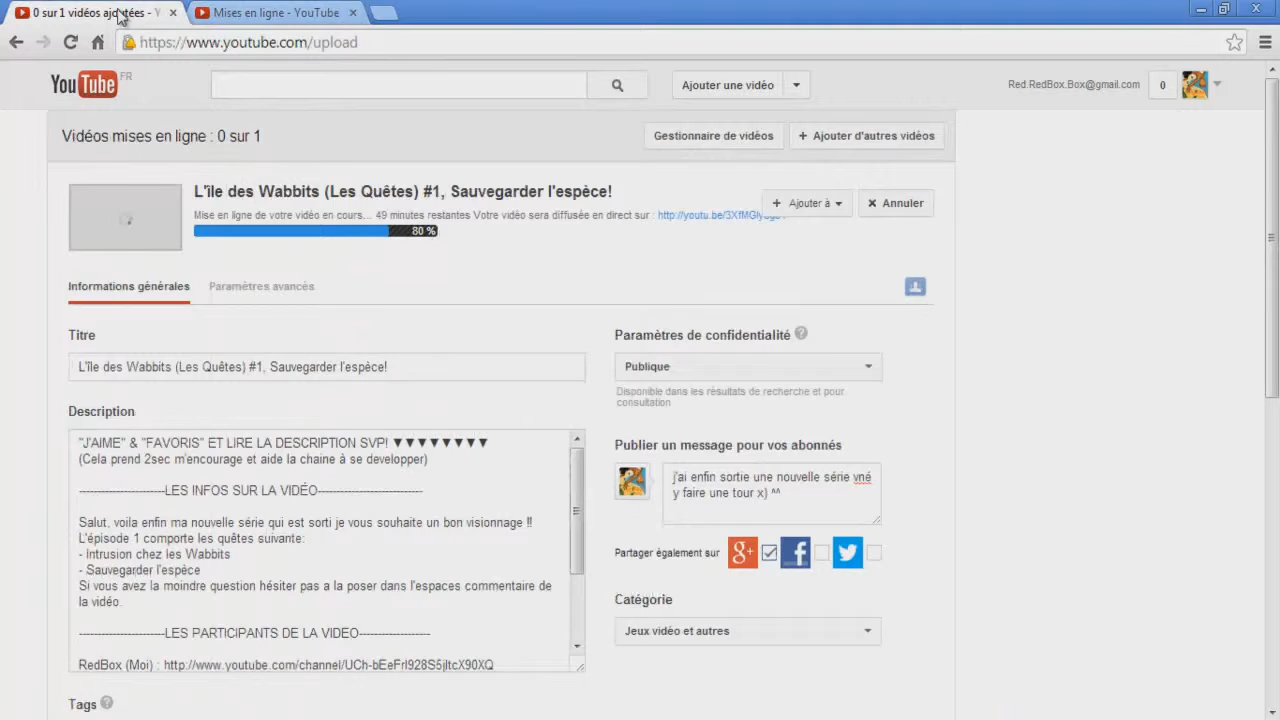 0 sur 1 vidéos ajoutées -
Mises en ligne - YouTube
https://www.youtube.com/upload
YouTube FR
Ajouter une vidéo
Red.RedBox.Box@gmail.com
0
Vidéos mises en ligne : 0 sur 1
Gestionnaire de vidéos
+ Ajouter d'autres vidéos
L'île des Wabbits (Les Quêtes) #1, Sauvegarder l'espèce!
Mise en ligne de votre vidéo en cours... 49 minutes restantes Votre vidéo sera diffusée en direct sur :
+ Ajouter à
Annuler
80 %
Informations générales
Paramètres avancés
Titre
L'île des Wabbits (Les Quêtes) #1, Sauvegarder l'espèce!
Description
"J'AIME" & "FAVORIS" ET LIRE LA DESCRIPTION SVP! ▼▼▼▼▼▼▼▼
(Cela prend 2sec m'encourage et aide la chaine à se developper)
-----------------------LES INFOS SUR LA VIDÉO----------------------------
Salut, voila enfin ma nouvelle série qui est sorti je vous souhaite un bon visionnage !!
L'épisode 1 comporte les quêtes suivante:
- Intrusion chez les Wabbits
- Sauvegarder l'espèce
Si vous avez la moindre question hésiter pas a la poser dans l'espaces commentaire de
la vidéo.
-----------------------LES PARTICIPANTS DE LA VIDEO-------------------
RedBox (Moi) :
Tags
Paramètres de confidentialité
Publique
Disponible dans les résultats de recherche et pour
consultation
Publier un message pour vos abonnés
j'ai enfin sortie une nouvelle série vné
y faire une tour x) ^^
Partager également sur
Catégorie
Jeux vidéo et autres